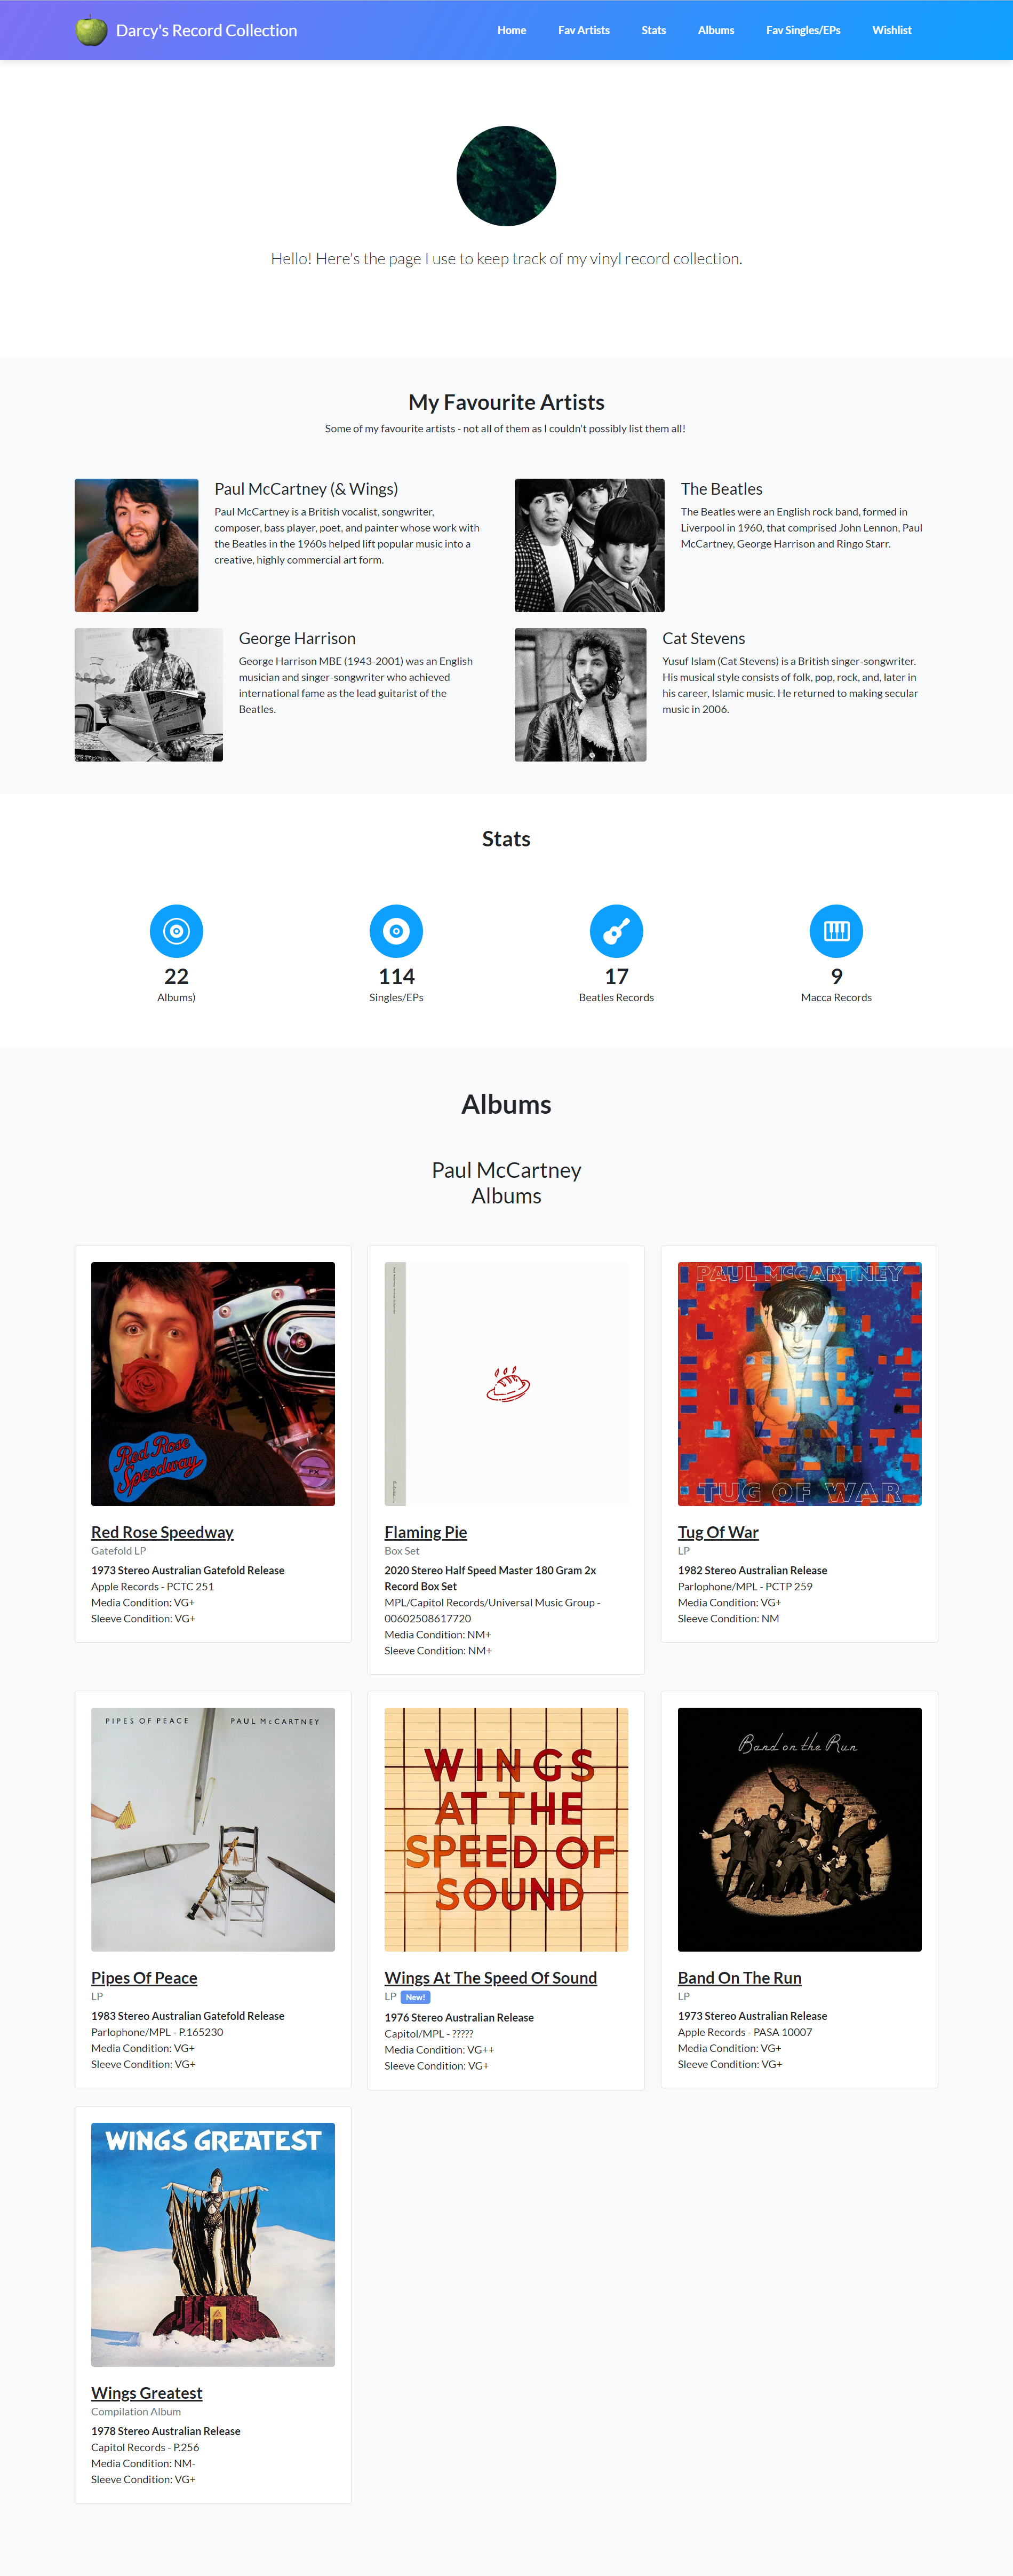 Darcy's Record Collection
Home Fav Artists Stats Albums Fav Singles/EPs Wishlist
Hello! Here's the page I use to keep track of my vinyl record collection.
My Favourite Artists
Some of my favourite artists - not all of them as I couldn't possibly list them all!
Paul McCartney (& Wings)
Paul McCartney is a British vocalist, songwriter,
composer, bass player, poet, and painter whose work with
the Beatles in the 1960s helped lift popular music into a
creative, highly commercial art form.
The Beatles
The Beatles were an English rock band, formed in
Liverpool in 1960, that comprised John Lennon, Paul
McCartney, George Harrison and Ringo Starr.
George Harrison
George Harrison MBE (1943-2001) was an English
musician and singer-songwriter who achieved
international fame as the lead guitarist of the
Beatles.
Cat Stevens
Yusuf Islam (Cat Stevens) is a British singer-songwriter.
His musical style consists of folk, pop, rock, and, later in
his career, Islamic music. He returned to making secular
music in 2006.
Stats
22
Albums)
114
Singles/EPs
17
Beatles Records
9
Macca Records
Albums
Paul McCartney
Albums
Red Rose
Speedway
Red Rose Speedway
Gatefold LP
1973 Stereo Australian Gatefold Release
Apple Records - PCTC 251
Media Condition: VG+
Sleeve Condition: VG+
Flaming Pie
Box Set
2020 Stereo Half Speed Master 180 Gram 2x
Record Box Set
MPL/Capitol Records/Universal Music Group -
00602508617720
Media Condition: NM+
Sleeve Condition: NM+
PAUL McCARTNEY
TUG OF WAR
Tug Of War
LP
1982 Stereo Australian Release
Parlophone/MPL - PCTP 259
Media Condition: VG+
Sleeve Condition: NM
PIPES OF PEACE PAUL McCARTNEY
Pipes Of Peace
LP
1983 Stereo Australian Gatefold Release
Parlophone/MPL - P.165230
Media Condition: VG+
Sleeve Condition: VG+
WINGS
AT THE
SPEED OF
SOUND
Wings At The Speed Of Sound
LP New!
1976 Stereo Australian Release
Capitol/MPL - ?????
Media Condition: VG++
Sleeve Condition: VG+
Band on the Run
Band On The Run
LP
1973 Stereo Australian Release
Apple Records - PASA 10007
Media Condition: VG+
Sleeve Condition: VG+
WINGS GREATEST
Wings Greatest
Compilation Album
1978 Stereo Australian Release
Capitol Records - P.256
Media Condition: NM-
Sleeve Condition: VG+